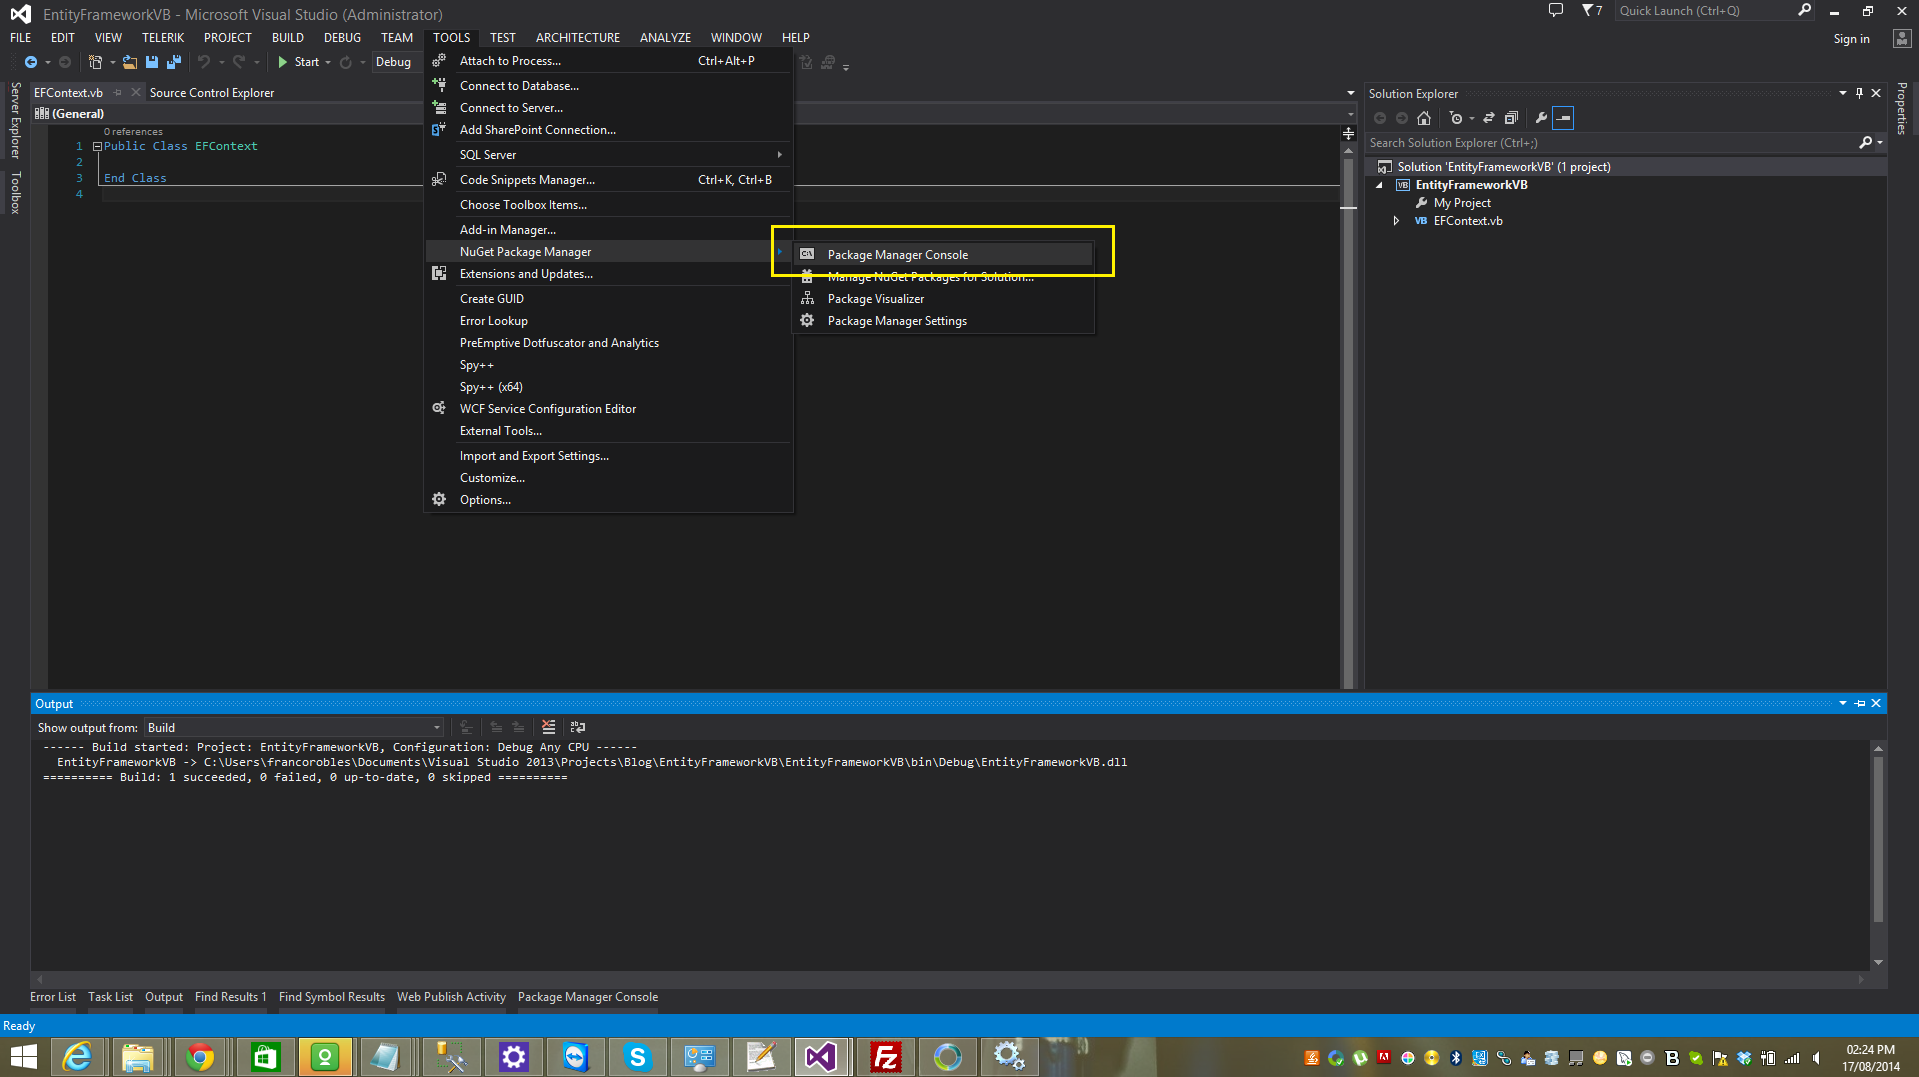 EntityFrameworkVB - Microsoft Visual Studio (Administrator)
7
Quick Launch (Ctrl+Q)
FILE EDIT VIEW TELERIK PROJECT BUILD DEBUG TEAM TOOLS TEST ARCHITECTURE ANALYZE WINDOW HELP
Sign in
Start
Debug
Server Explorer
Toolbox
EFContext.vb
Source Control Explorer
(General)
0 references
1 Public Class EFContext
2
3 End Class
4
Attach to Process... Ctrl+Alt+P
Connect to Database...
Connect to Server...
Add SharePoint Connection...
SQL Server
Code Snippets Manager... Ctrl+K, Ctrl+B
Choose Toolbox Items...
Add-in Manager...
NuGet Package Manager
Extensions and Updates...
Create GUID
Error Lookup
PreEmptive Dotfuscator and Analytics
Spy++
Spy++ (x64)
WCF Service Configuration Editor
External Tools...
Import and Export Settings...
Customize...
Options...
Package Manager Console
Manage NuGet Packages for Solution...
Package Visualizer
Package Manager Settings
Solution Explorer
Search Solution Explorer (Ctrl+;)
Solution 'EntityFrameworkVB' (1 project)
VB EntityFrameworkVB
My Project
VB EFContext.vb
Properties
Output
Show output from: Build
------ Build started: Project: EntityFrameworkVB, Configuration: Debug Any CPU ------
EntityFrameworkVB -> C:\Users\francorobles\Documents\Visual Studio 2013\Projects\Blog\EntityFrameworkVB\EntityFrameworkVB\bin\Debug\EntityFrameworkVB.dll
========== Build: 1 succeeded, 0 failed, 0 up-to-date, 0 skipped ==========
Error List Task List Output Find Results 1 Find Symbol Results Web Publish Activity Package Manager Console
Ready
02:24 PM
17/08/2014